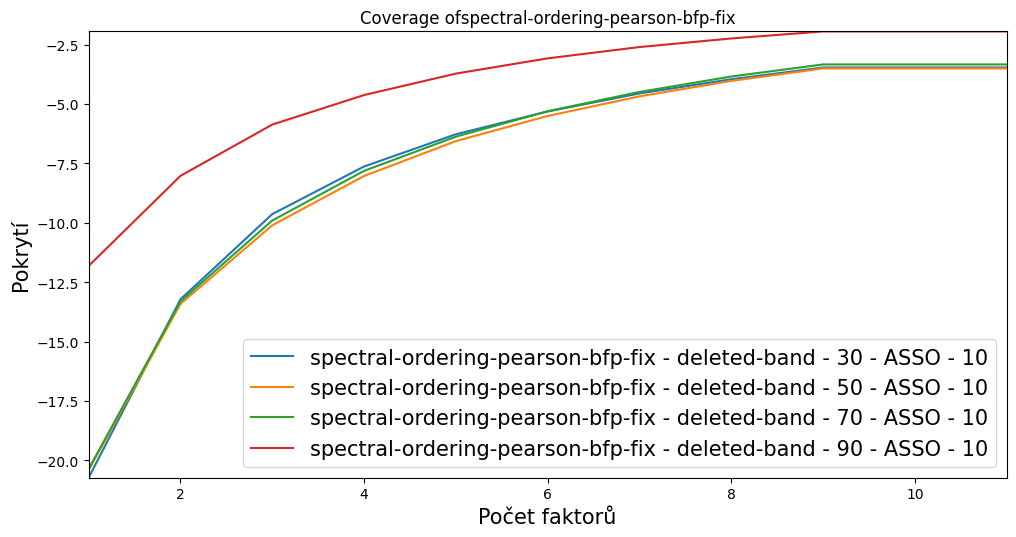 Coverage ofspectral-ordering-pearson-bfp-fix
−2.5
−5.0
−7.5
−10.0
−12.5
−15.0
−17.5
−20.0
Pokrytí
spectral-ordering-pearson-bfp-fix - deleted-band - 30 - ASSO - 10
spectral-ordering-pearson-bfp-fix - deleted-band - 50 - ASSO - 10
spectral-ordering-pearson-bfp-fix - deleted-band - 70 - ASSO - 10
spectral-ordering-pearson-bfp-fix - deleted-band - 90 - ASSO - 10
2 4 6 8 10
Počet faktorů